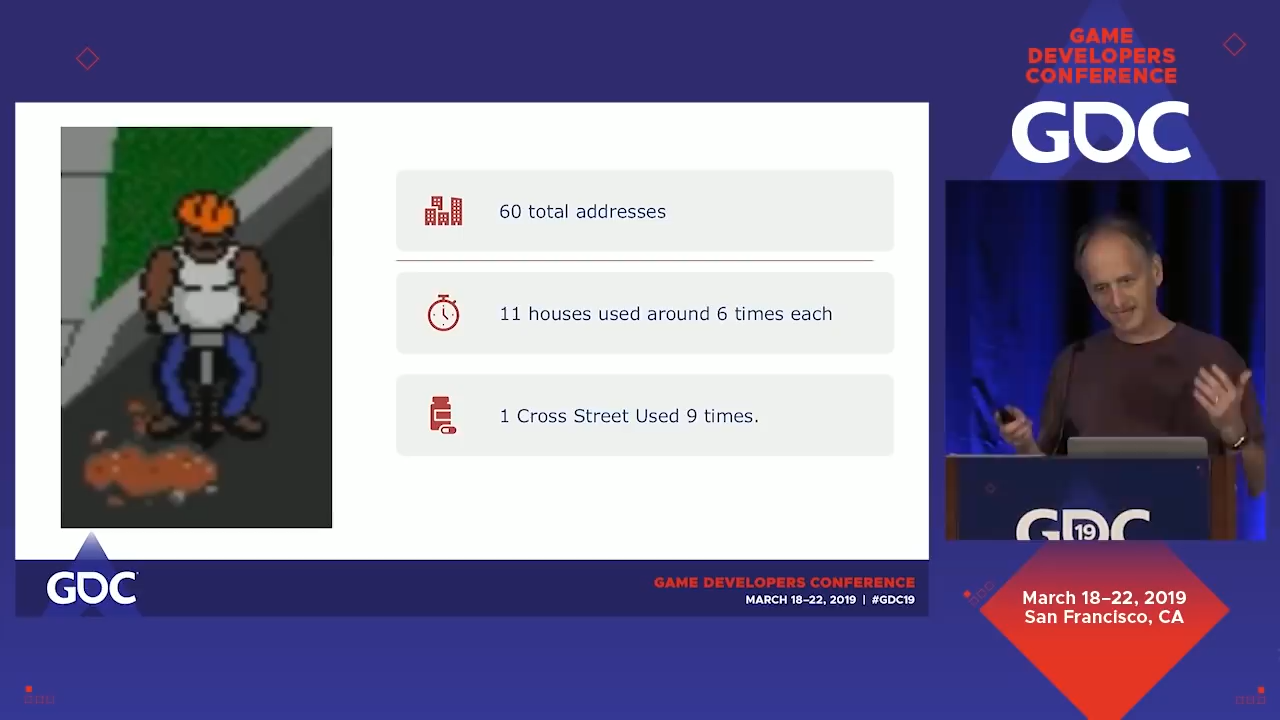 GAME
DEVELOPERS
CONFERENCE
GDC
60 total addresses
11 houses used around 6 times each
1 Cross Street Used 9 times.
GDC
GAME DEVELOPERS CONFERENCE
MARCH 18–22, 2019 | #GDC19
GDC
19
March 18–22, 2019
San Francisco, CA